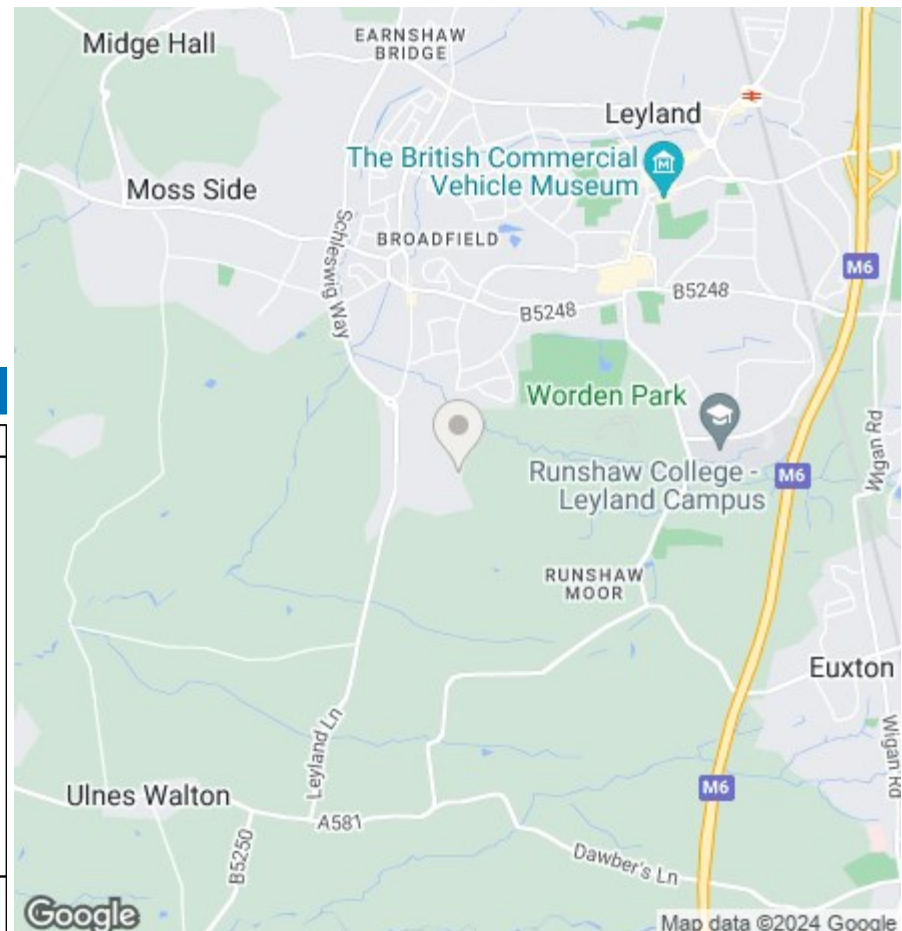 Midge Hall
EARNSHAW
BRIDGE
Leyland
The British Commercial
Vehicle Museum
Moss Side
Schleswig Way
BROADFIELD
M6
B5248
B5248
Worden Park
Wigan Rd
Runshaw College -
Leyland Campus
M6
RUNSHAW
MOOR
Euxton
Leyland Ln
Wigan Rd
Ulnes Walton
M6
A581
B5250
Dawber's Ln
Google
Map data ©2024 Google